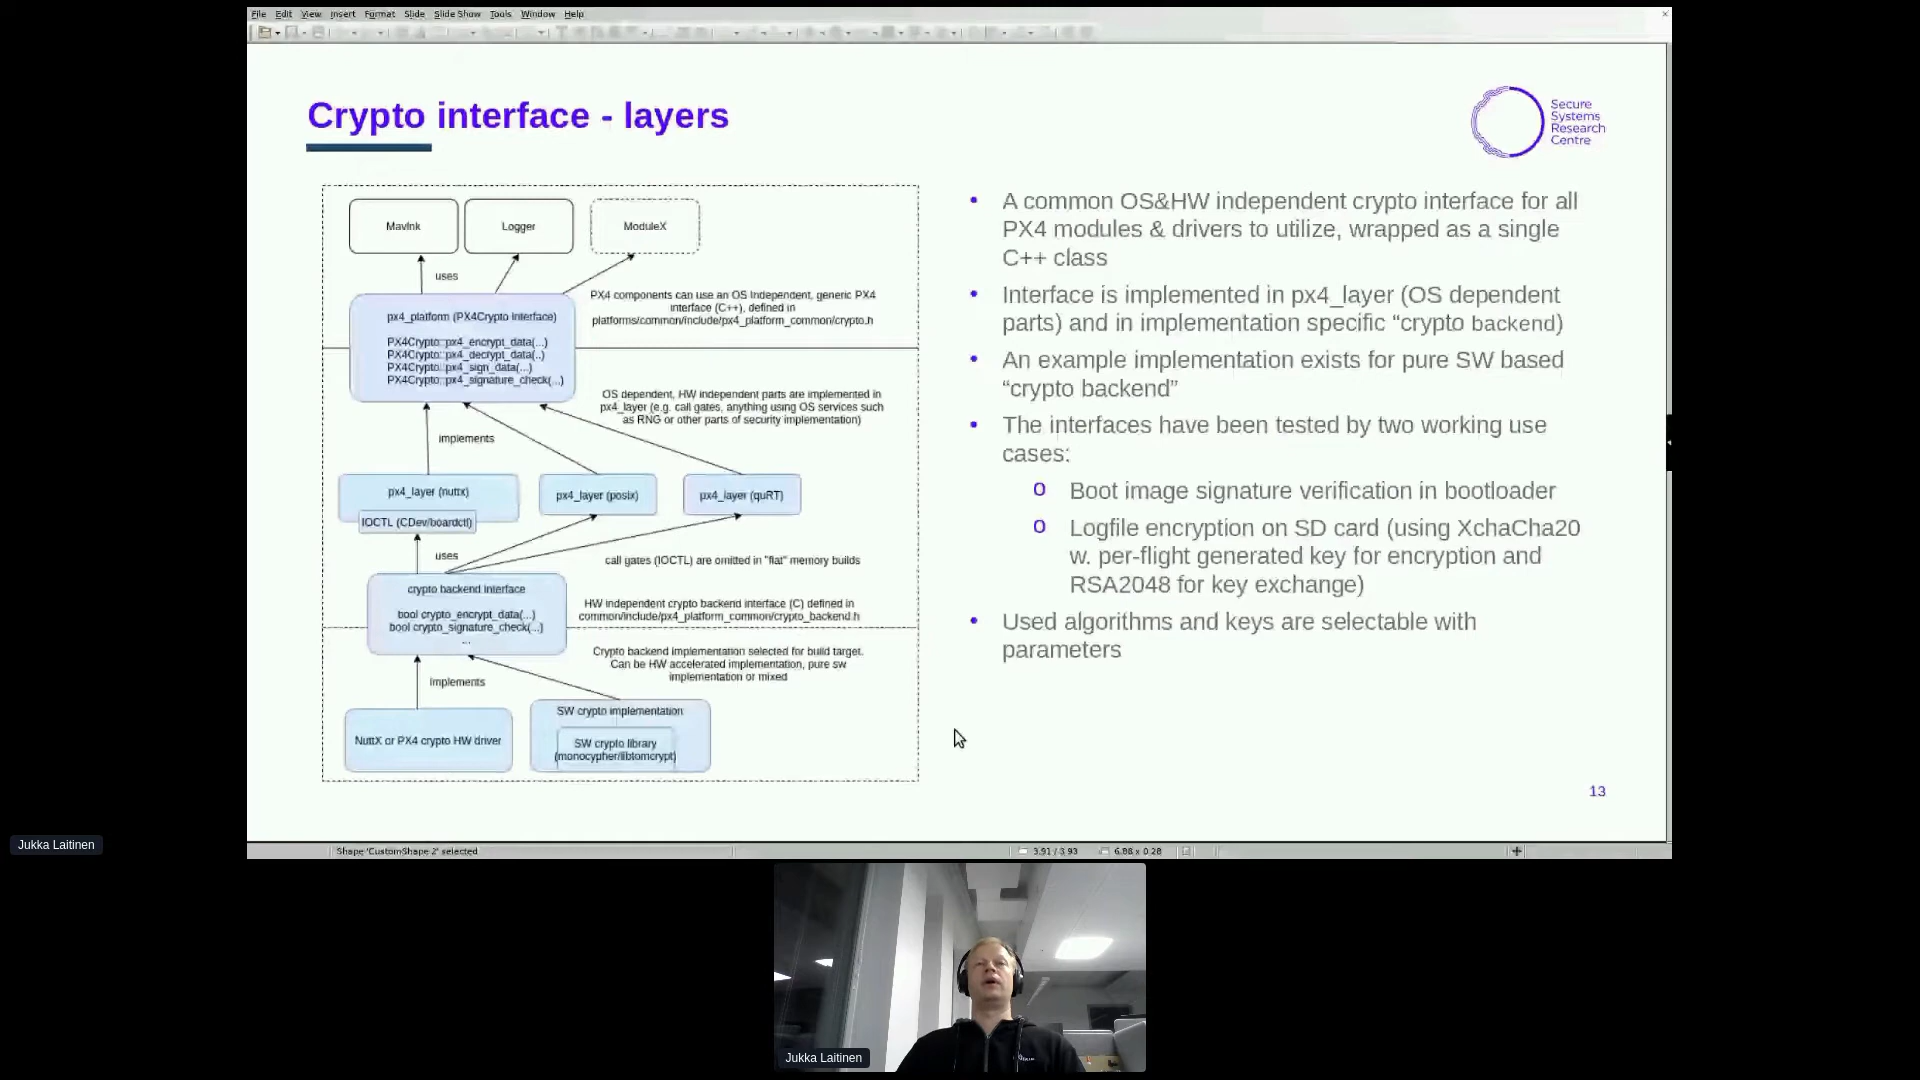 File Edit View Insert Format Slide Slide Show Tools Window Help
Crypto interface - layers
Secure
Systems
Research
Centre
Mavlnk
Logger
ModuleX
uses
PX4 components can use an OS Independent, generic PX4
interface (C++), defined in
platforms/common/include/px4_platform_common/crypto.h
px4_platform (PX4Crypto Interface)
PX4Crypto::px4_encrypt_data(...)
PX4Crypto::px4_decrypt_data(..)
PX4Crypto::px4_sign_data(...)
PX4Crypto::px4_signature_check(...)
OS dependent, HW independent parts are implemented in
px4_layer (e.g. call gates, anything using OS services such
as RNG or other parts of security implementation)
implements
px4_layer (nuttx)
IOCTL (CDev/boardctl)
px4_layer (posix)
px4_layer (quRT)
uses
call gates (IOCTL) are omitted in "flat" memory builds
crypto backend interface
bool crypto_encrypt_data(...)
bool crypto_signature_check(...)
...
HW independent crypto backend interface (C) defined in
common/include/px4_platform_common/crypto_backend.h
Crypto backend implementation selected for build target.
Can be HW accelerated implementation, pure sw
implementation or mixed
implements
NuttX or PX4 crypto HW driver
SW crypto implementation
SW crypto library
(monocypher/libtomcrypt)
• A common OS&HW independent crypto interface for all
PX4 modules & drivers to utilize, wrapped as a single
C++ class
• Interface is implemented in px4_layer (OS dependent
parts) and in implementation specific “crypto backend)
• An example implementation exists for pure SW based
“crypto backend”
• The interfaces have been tested by two working use
cases:
o Boot image signature verification in bootloader
o Logfile encryption on SD card (using XchaCha20
w. per-flight generated key for encryption and
RSA2048 for key exchange)
• Used algorithms and keys are selectable with
parameters
13
Shape 'CustomShape 2' selected
3.91 / 3.93
6.88 x 0.28
Jukka Laitinen
Jukka Laitinen